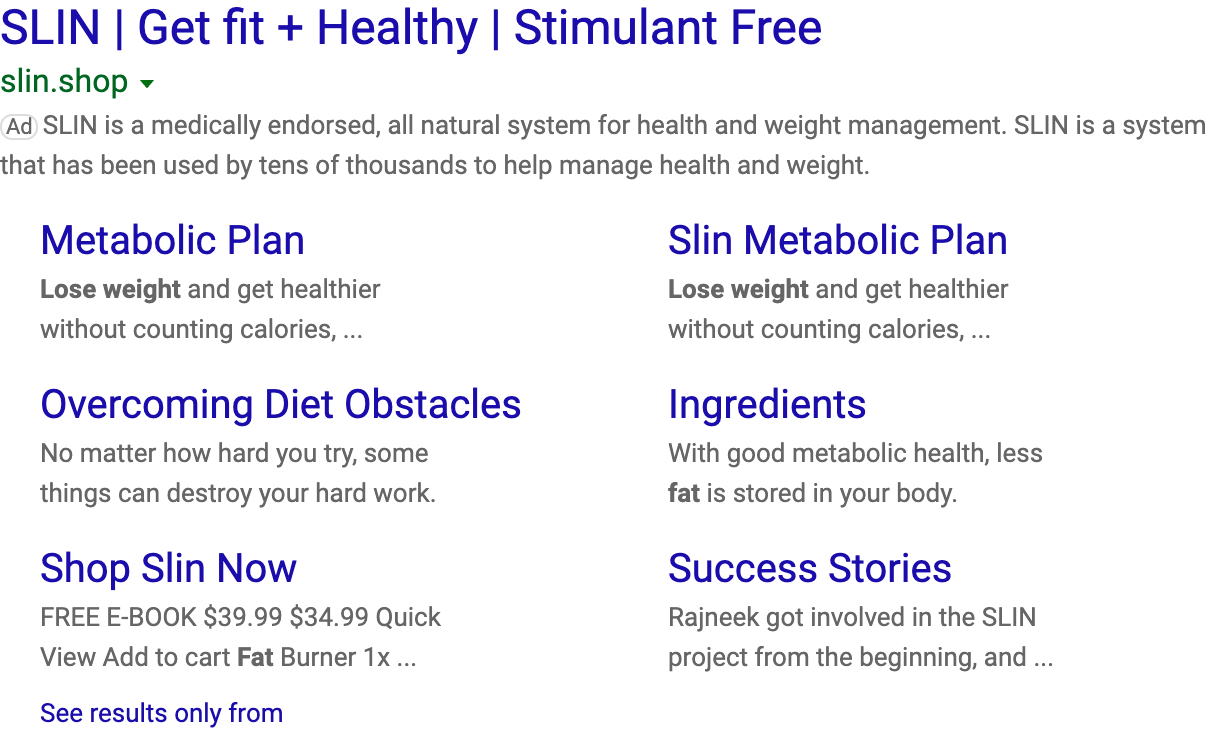 SLIN | Get fit + Healthy | Stimulant Free
slin.shop
Ad SLIN is a medically endorsed, all natural system for health and weight management. SLIN is a system
that has been used by tens of thousands to help manage health and weight.
Metabolic Plan
Lose weight and get healthier
without counting calories, ...
Slin Metabolic Plan
Lose weight and get healthier
without counting calories, ...
Overcoming Diet Obstacles
No matter how hard you try, some
things can destroy your hard work.
Ingredients
With good metabolic health, less
fat is stored in your body.
Shop Slin Now
FREE E-BOOK $39.99 $34.99 Quick
View Add to cart Fat Burner 1x ...
Success Stories
Rajneek got involved in the SLIN
project from the beginning, and ...
See results only from